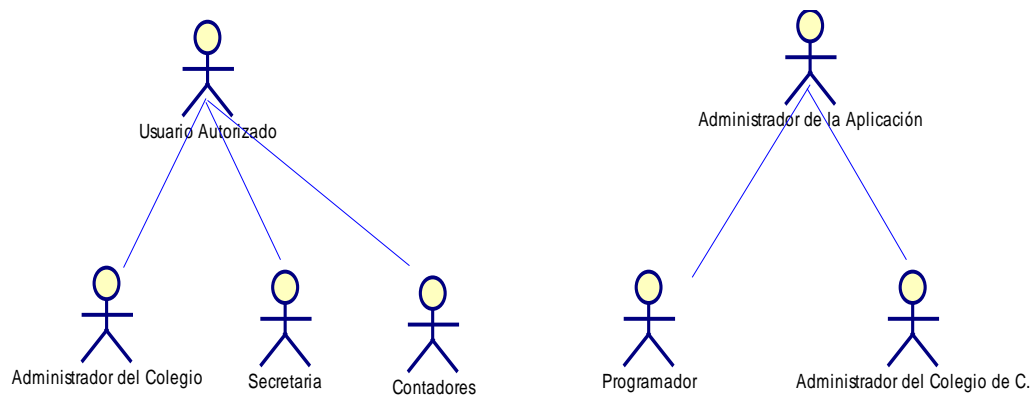 Usuario Autorizado
Administrador de la Aplicación
Administrador del Colegio
Secretaria
Contadores
Programador
Administrador del Colegio de C.